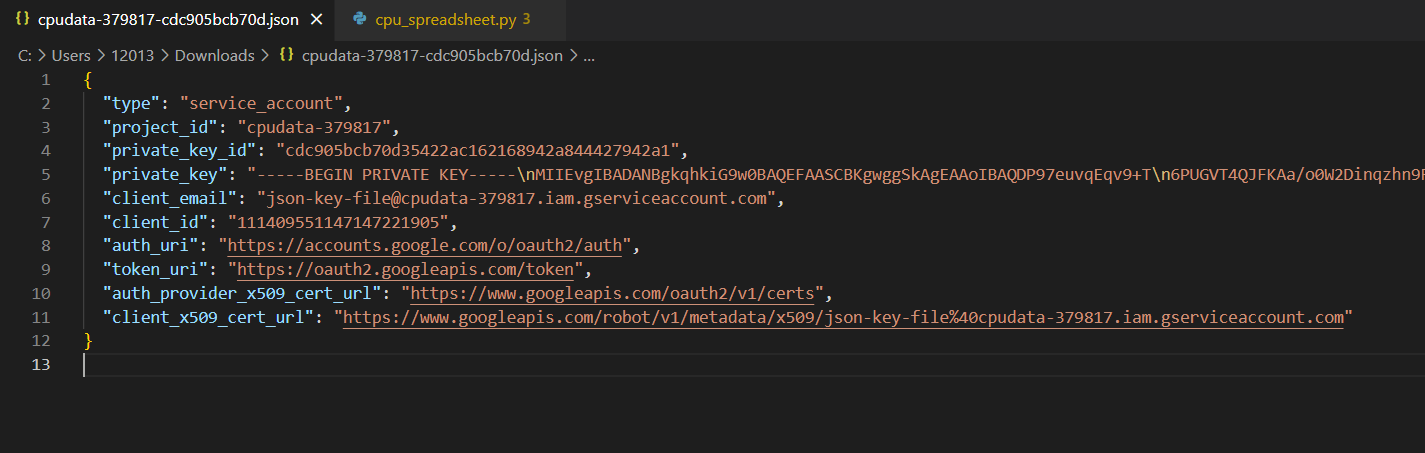 {} cpudata-379817-cdc905bcb70d.json × cpu_spreadsheet.py 3
C: > Users > 12013 > Downloads > {} cpudata-379817-cdc905bcb70d.json > ...
1 {
2 "type": "service_account",
3 "project_id": "cpudata-379817",
4 "private_key_id": "cdc905bcb70d35422ac162168942a844427942a1",
5 "private_key": "-----BEGIN PRIVATE KEY-----\nMIIEvgIBADANBgkqhkiG9w0BAQEFAASCBKgwggSkAgEAAoIBAQDP97euvqEqv9+T\n6PUGVT4QJFKAa/o0W2Dinqzhn9
6 "client_email": "json-key-file@cpudata-379817.iam.gserviceaccount.com",
7 "client_id": "111409551147147221905",
8 "auth_uri": "https://accounts.google.com/o/oauth2/auth",
9 "token_uri": "https://oauth2.googleapis.com/token",
10 "auth_provider_x509_cert_url": "https://www.googleapis.com/oauth2/v1/certs",
11 "client_x509_cert_url": "https://www.googleapis.com/robot/v1/metadata/x509/json-key-file%40cpudata-379817.iam.gserviceaccount.com"
12 }
13